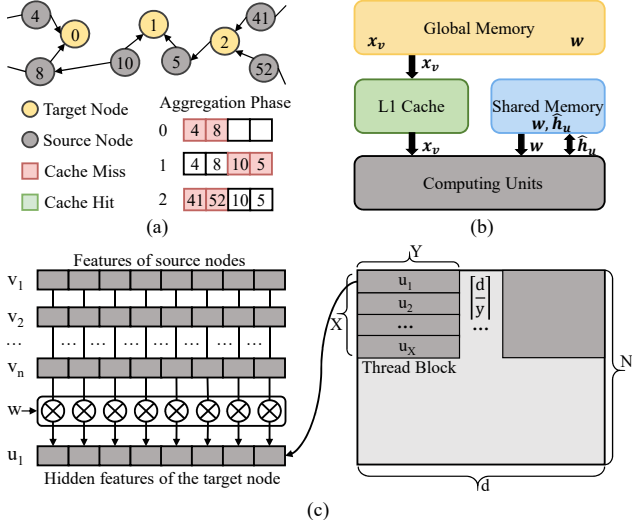 4
0
8
10
1
5
2
41
52
Target Node
Source Node
Cache Miss
Cache Hit
Aggregation Phase
0 4 8
1 4 8 10 5
2 41 52 10 5
(a)
Global Memory
x_v w
x_v
L1 Cache
Shared Memory
w, ĥ_u
x_v w ĥ_u
Computing Units
(b)
Features of source nodes
v_1
v_2
... ... ... ...
v_n
w
u_1
Hidden features of the target node
Y
X
u_1
u_2
...
u_X
Thread Block
⌈d/y⌉
...
N
d
(c)